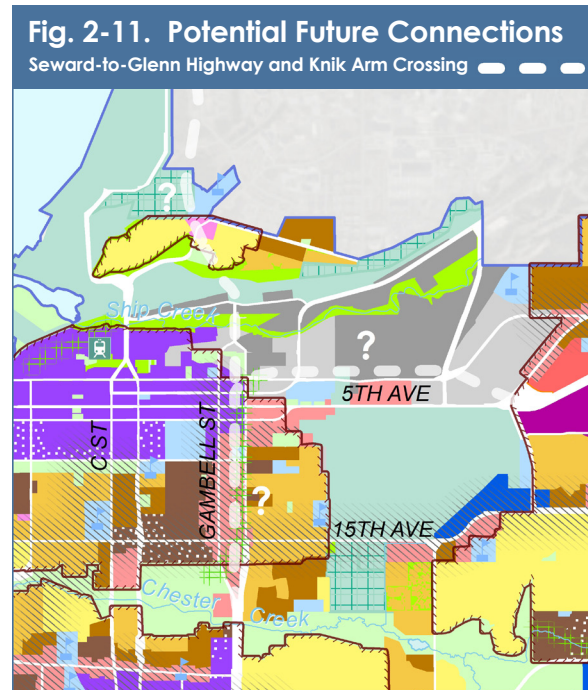 Fig. 2-11.  Potential Future Connections
Seward-to-Glenn Highway and Knik Arm Crossing
?
Ship Creek
?
5TH AVE
C ST
GAMBELL ST
?
15TH AVE
Chester Creek